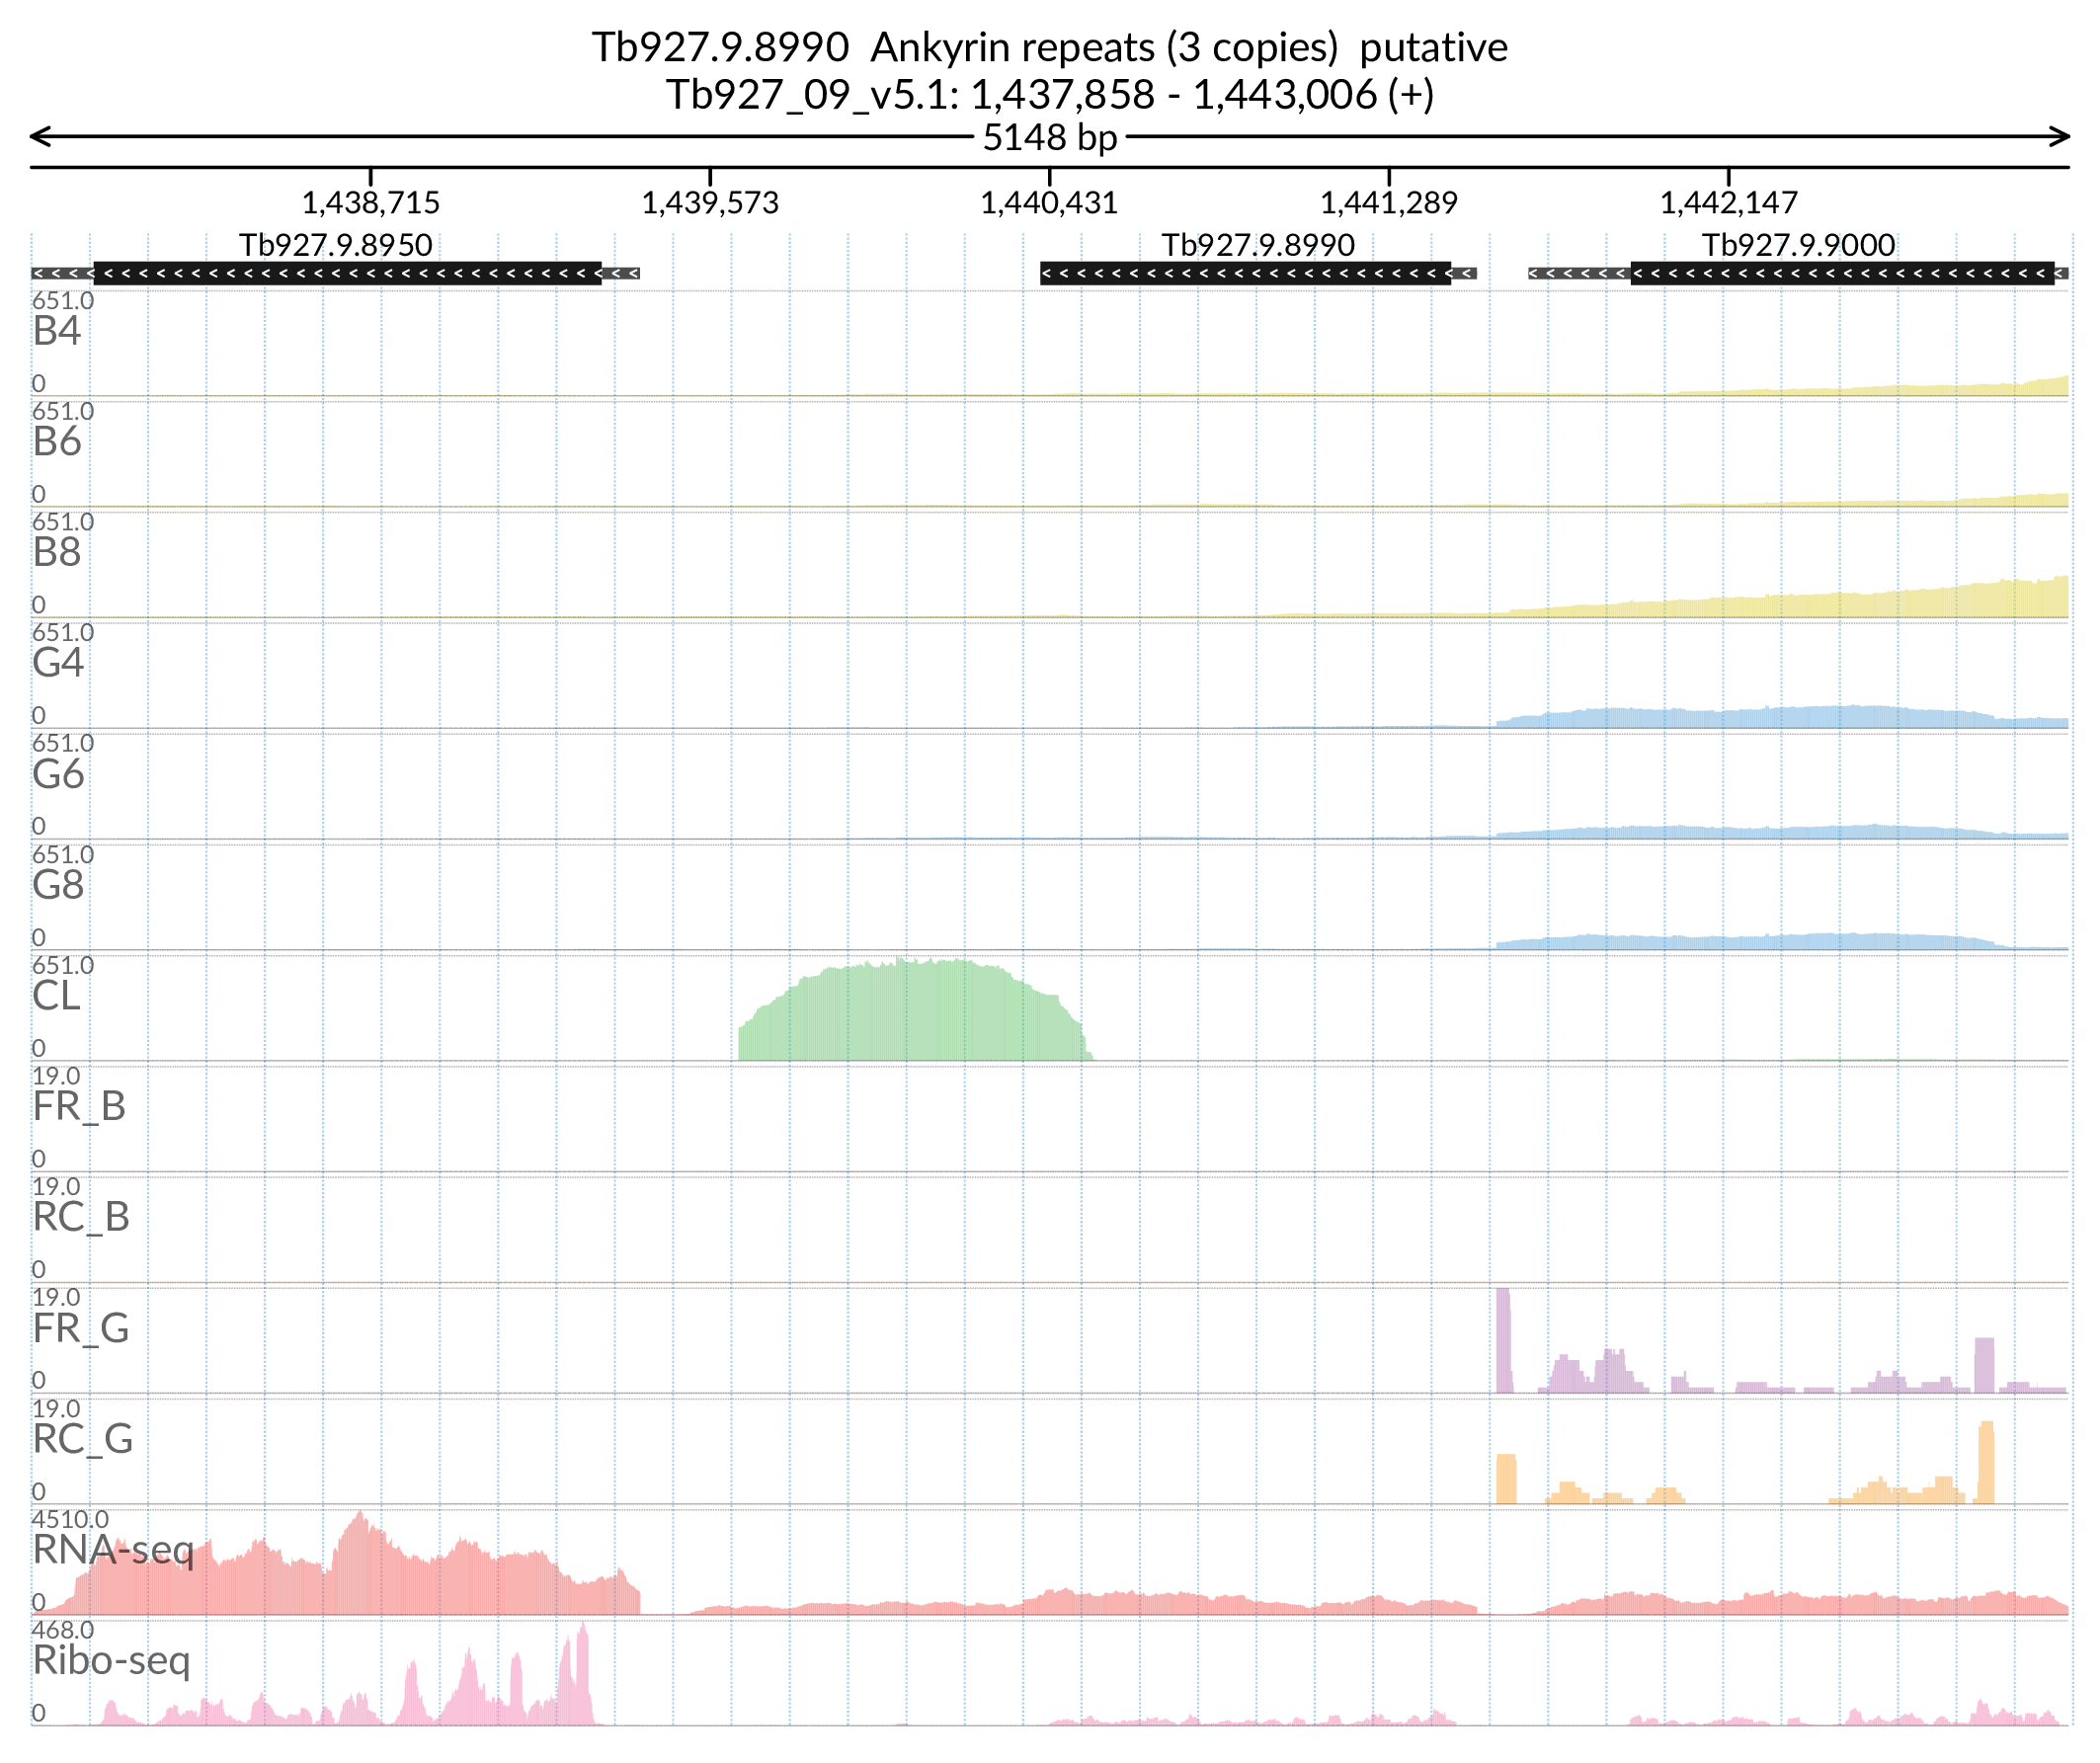 Tb927.9.8990 Ankyrin repeats (3 copies) putative
Tb927_09_v5.1: 1,437,858 - 1,443,006 (+)
5148 bp
1,438,715 1,439,573 1,440,431 1,441,289 1,442,147
Tb927.9.8950 Tb927.9.8990 Tb927.9.9000
651.0
B4
0
651.0
B6
0
651.0
B8
0
651.0
G4
0
651.0
G6
0
651.0
G8
0
651.0
CL
0
19.0
FR_B
0
19.0
RC_B
0
19.0
FR_G
0
19.0
RC_G
0
4510.0
RNA-seq
0
468.0
Ribo-seq
0